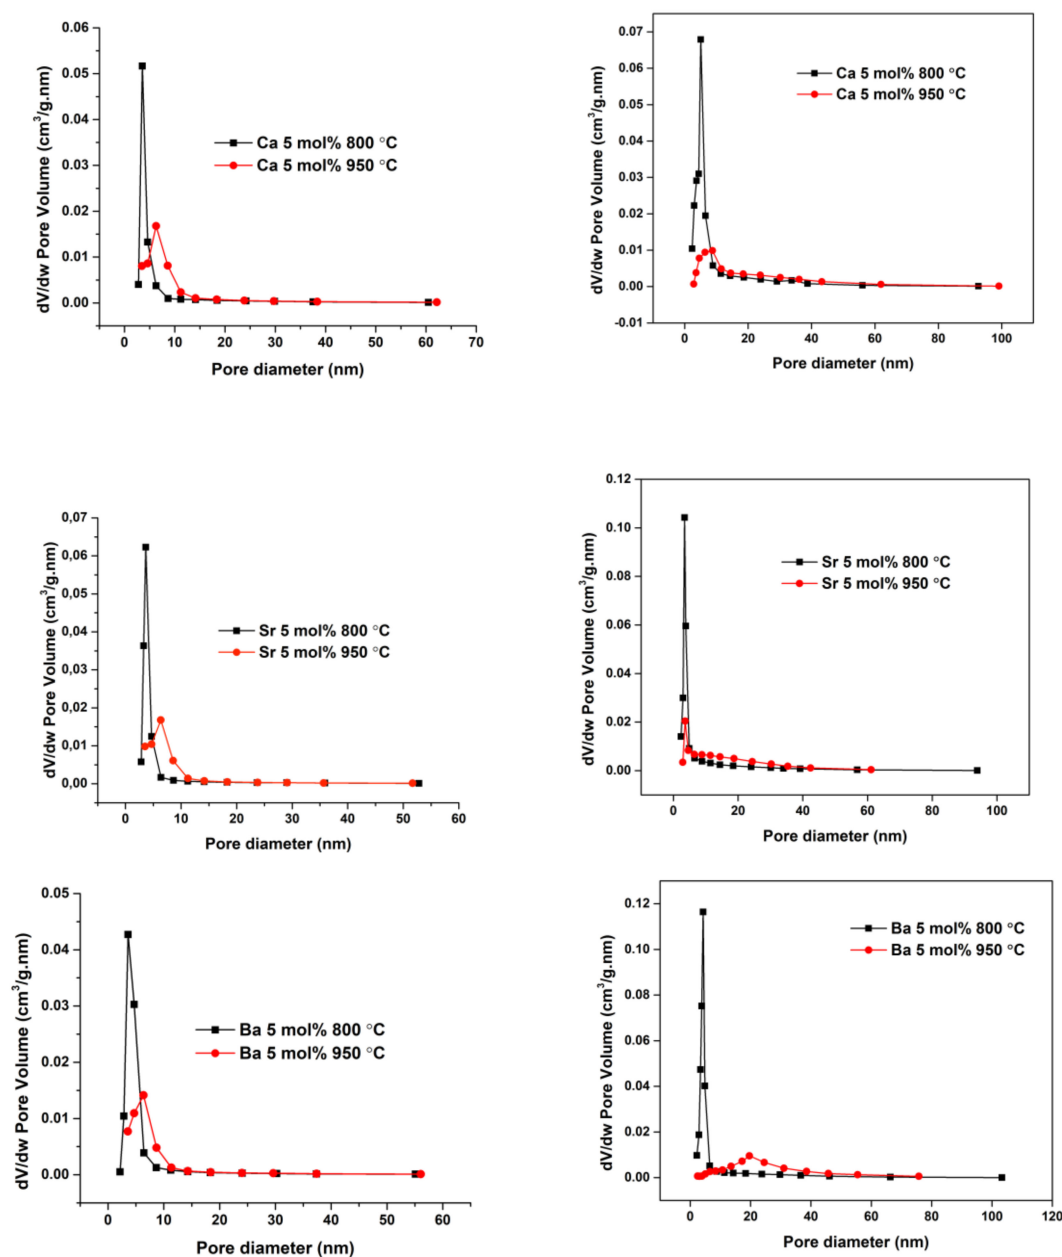 dV/dw Pore Volume (cm³/g.nm)
0.06
0.05
0.04
0.03
0.02
0.01
0.00
Ca 5 mol% 800 °C
Ca 5 mol% 950 °C
0 10 20 30 40 50 60 70
Pore diameter (nm)
dV/dw Pore Volume (cm³/g.nm)
0.07
0.06
0.05
0.04
0.03
0.02
0.01
0.00
-0.01
Ca 5 mol% 800 °C
Ca 5 mol% 950 °C
0 20 40 60 80 100
Pore diameter (nm)
dV/dw Pore Volume (cm³/g.nm)
0,07
0,06
0,05
0,04
0,03
0,02
0,01
0,00
Sr 5 mol% 800 °C
Sr 5 mol% 950 °C
0 10 20 30 40 50 60
Pore diameter (nm)
dV/dw Pore Volume (cm³/g.nm)
0.12
0.10
0.08
0.06
0.04
0.02
0.00
Sr 5 mol% 800 °C
Sr 5 mol% 950 °C
0 20 40 60 80 100
Pore diameter (nm)
dV/dw Pore Volume (cm³/g.nm)
0.05
0.04
0.03
0.02
0.01
0.00
Ba 5 mol% 800 °C
Ba 5 mol% 950 °C
0 10 20 30 40 50 60
Pore diameter (nm)
dV/dw Pore Volume (cm³/g.nm)
0.12
0.10
0.08
0.06
0.04
0.02
0.00
Ba 5 mol% 800 °C
Ba 5 mol% 950 °C
0 20 40 60 80 100 120
Pore diameter (nm)